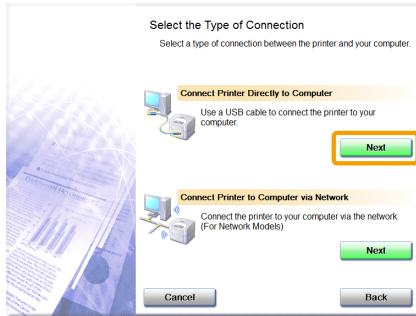 Select the Type of Connection
Select a type of connection between the printer and your computer.
Connect Printer Directly to Computer
Use a USB cable to connect the printer to your
computer.
Next
Connect Printer to Computer via Network
Connect the printer to your computer via the network.
(For Network Models)
Next
Cancel
Back